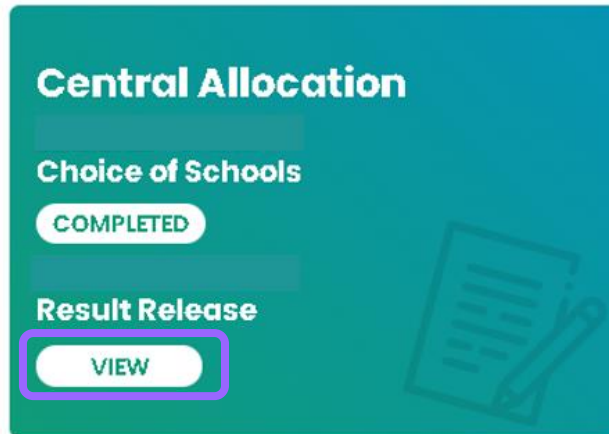 Central Allocation
Choice of Schools
COMPLETED
Result Release
VIEW